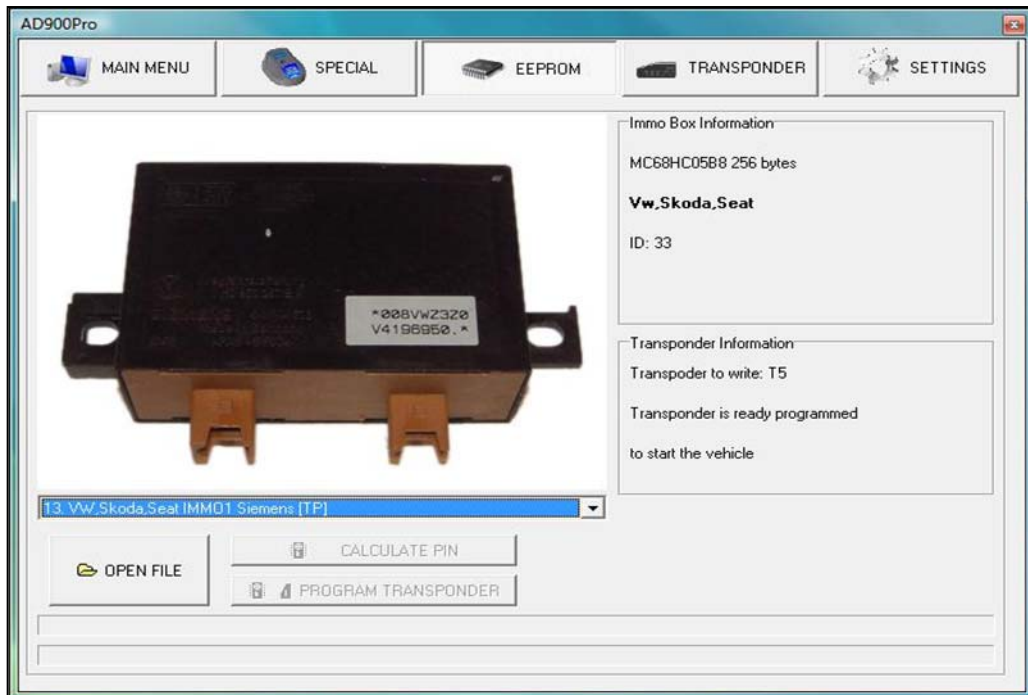 AD900Pro
MAIN MENU
SPECIAL
EEPROM
TRANSPONDER
SETTINGS
Immo Box Information
MC68HC05B8 256 bytes
Vw,Skoda,Seat
ID: 33
*008VWZ3Z0
V4196950.*
Transponder Information
Transpoder to write: T5
Transponder is ready programmed
to start the vehicle
13. VW,Skoda,Seat IMMO1 Siemens [TP]
OPEN FILE
CALCULATE PIN
PROGRAM TRANSPONDER